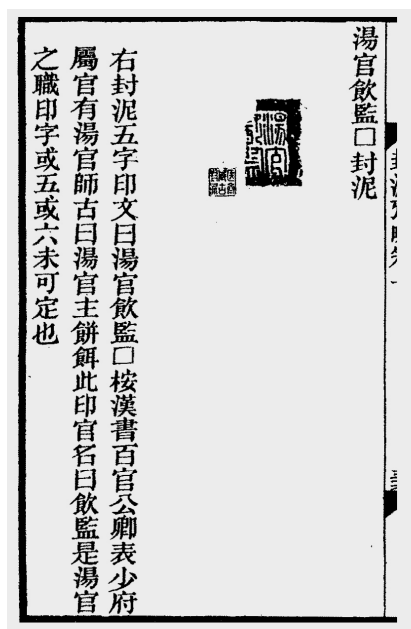 湯官飲監□封泥
右封泥五字印文曰湯官飲監□桉漢書百官公卿表少府
屬官有湯官師古曰湯官主餅餌此印官名曰飲監是湯官
之職印字或五或六未可定也